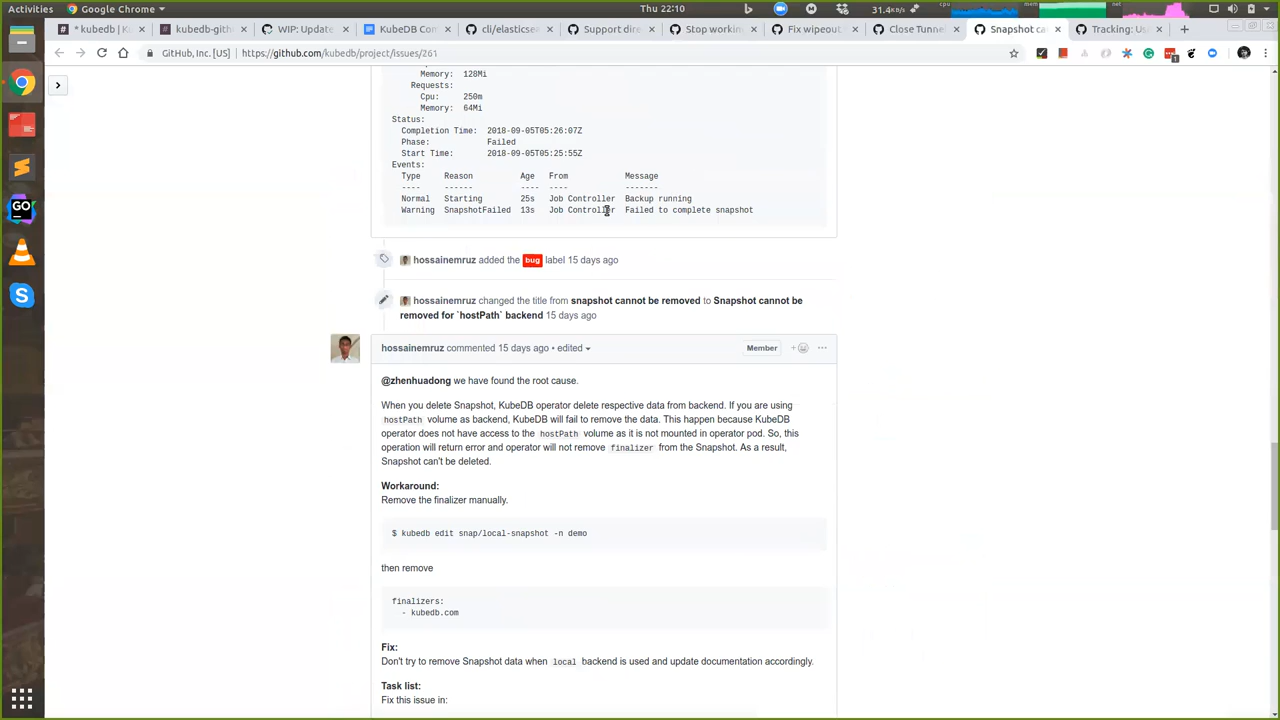 Activities
Google Chrome
Thu 22:10
31.4kB/s
* kubedb | K
kubedb-gith
WIP: Update
KubeDB Com
cli/elasticse
Support dire
Stop workin
Fix wipeout
Close Tunnel
Snapshot ca
Tracking: Us
GitHub, Inc. [US]
https://github.com/kubedb/project/issues/261
Memory: 128Mi
Requests:
Cpu: 250m
Memory: 64Mi
Status:
Completion Time: 2018-09-05T05:26:07Z
Phase: Failed
Start Time: 2018-09-05T05:25:55Z
Events:
Type Reason Age From Message
---- ------ ---- ---- -------
Normal Starting 25s Job Controller Backup running
Warning SnapshotFailed 13s Job Controller Failed to complete snapshot
hossainemruz added the bug label 15 days ago
hossainemruz changed the title from snapshot cannot be removed to Snapshot cannot be
removed for `hostPath` backend 15 days ago
hossainemruz commented 15 days ago • edited
Member
@zhenhuadong we have found the root cause.
When you delete Snapshot, KubeDB operator delete respective data from backend. If you are using
hostPath volume as backend, KubeDB will fail to remove the data. This happen because KubeDB
operator does not have access to the hostPath volume as it is not mounted in operator pod. So, this
operation will return error and operator will not remove finalizer from the Snapshot. As a result,
Snapshot can't be deleted.
Workaround:
Remove the finalizer manually.
$ kubedb edit snap/local-snapshot -n demo
then remove
finalizers:
- kubedb.com
Fix:
Don't try to remove Snapshot data when local backend is used and update documentation accordingly.
Task list:
Fix this issue in: